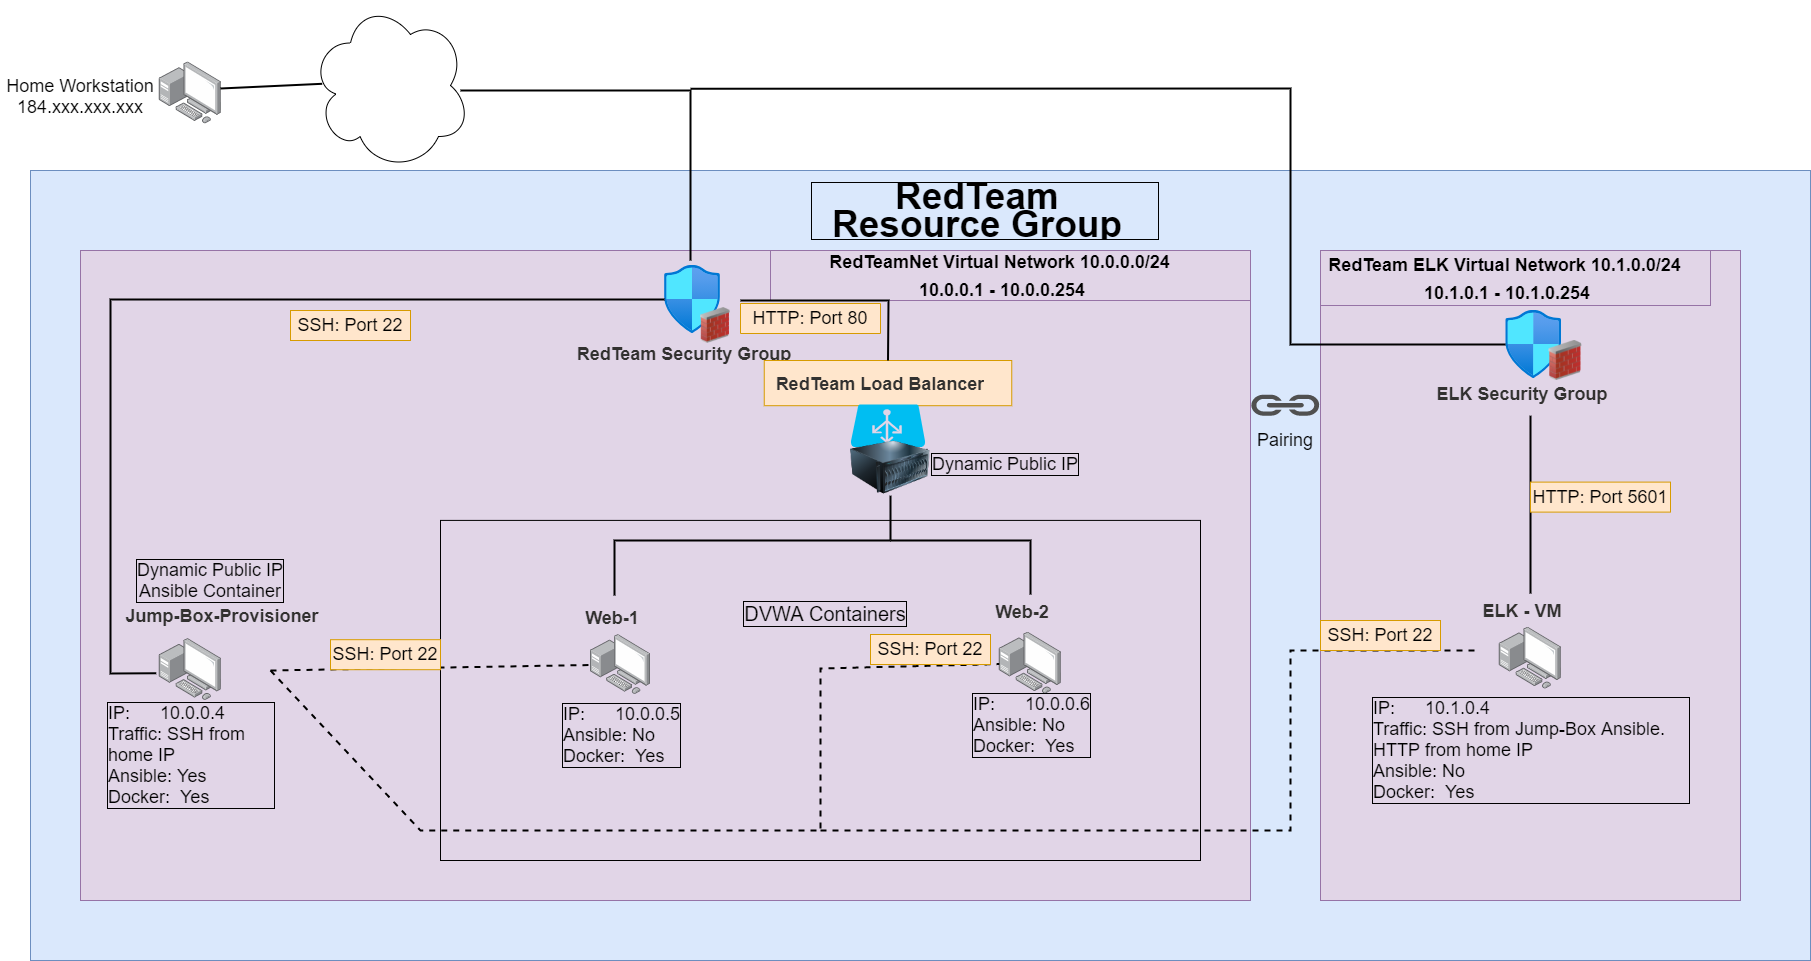 Home Workstation
184.xxx.xxx.xxx
RedTeam
Resource Group
RedTeamNet Virtual Network 10.0.0.0/24
10.0.0.1 - 10.0.0.254
RedTeam ELK Virtual Network 10.1.0.0/24
10.1.0.1 - 10.1.0.254
SSH: Port 22
HTTP: Port 80
RedTeam Security Group
RedTeam Load Balancer
Dynamic Public IP
Pairing
ELK Security Group
HTTP: Port 5601
Dynamic Public IP
Ansible Container
Jump-Box-Provisioner
SSH: Port 22
IP: 10.0.0.4
Traffic: SSH from
home IP
Ansible: Yes
Docker: Yes
Web-1
IP: 10.0.0.5
Ansible: No
Docker: Yes
DVWA Containers
Web-2
SSH: Port 22
IP: 10.0.0.6
Ansible: No
Docker: Yes
ELK - VM
SSH: Port 22
IP: 10.1.0.4
Traffic: SSH from Jump-Box Ansible.
HTTP from home IP
Ansible: No
Docker: Yes